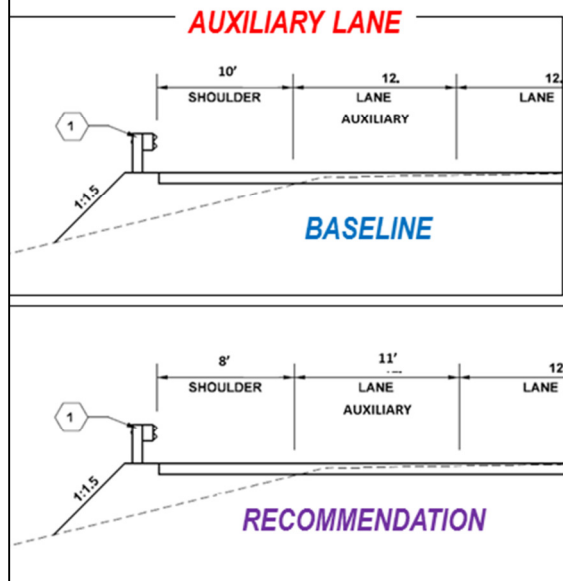 AUXILIARY LANE
10' 12. 12.
SHOULDER LANE LANE
AUXILIARY
1
1:1.5
BASELINE
8' 11' 12
SHOULDER LANE LANE
AUXILIARY
1
1:1.5
RECOMMENDATION